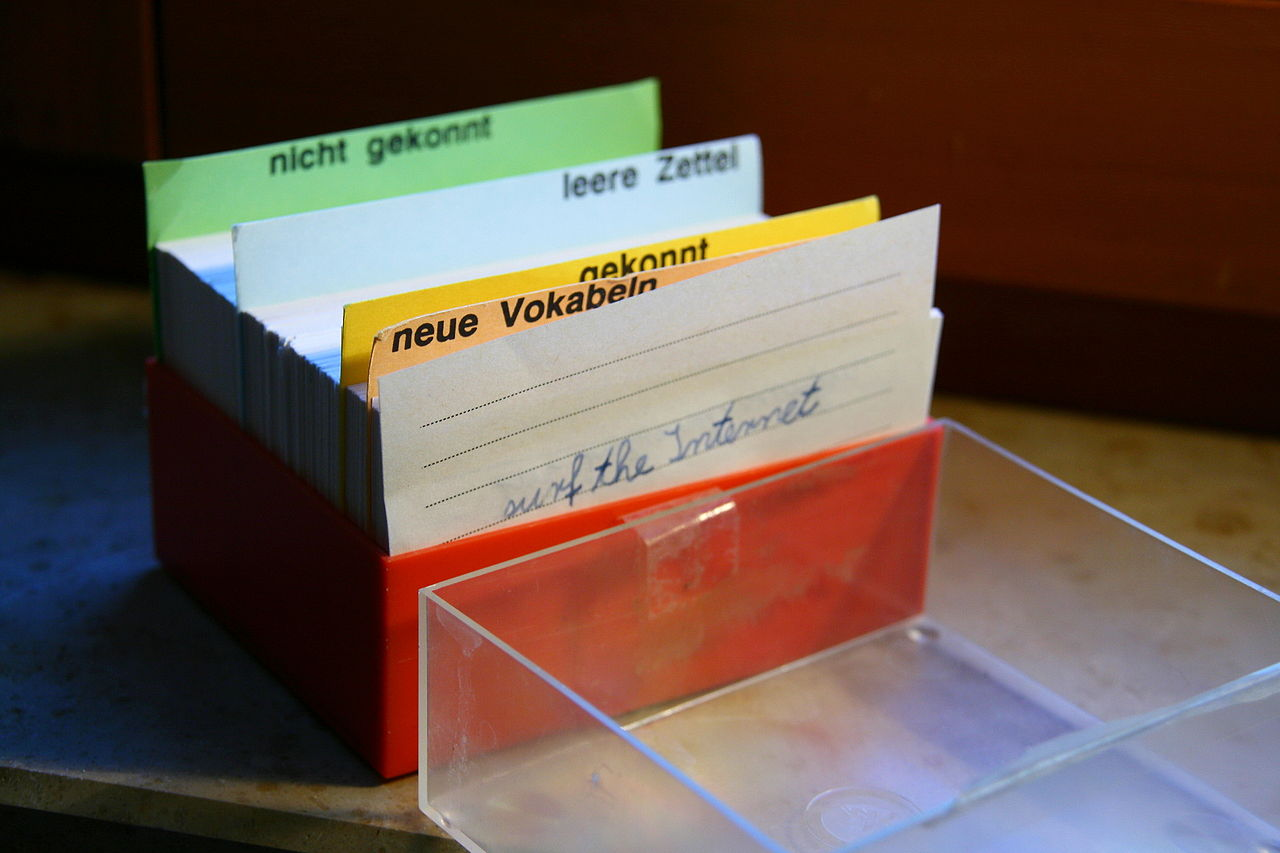 nicht gekonnt
leere Zettel
gekonnt
neue Vokabeln
surf the Internet